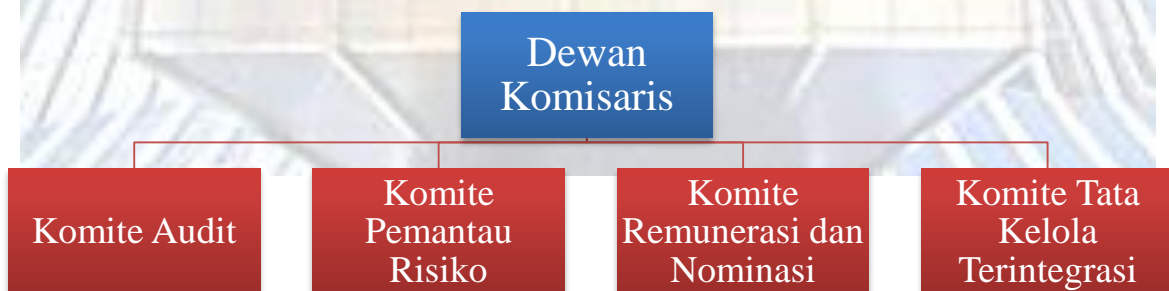 Dewan
Komisaris
Komite Audit
Komite
Pemantau
Risiko
Komite
Remunerasi dan
Nominasi
Komite Tata
Kelola
Terintegrasi